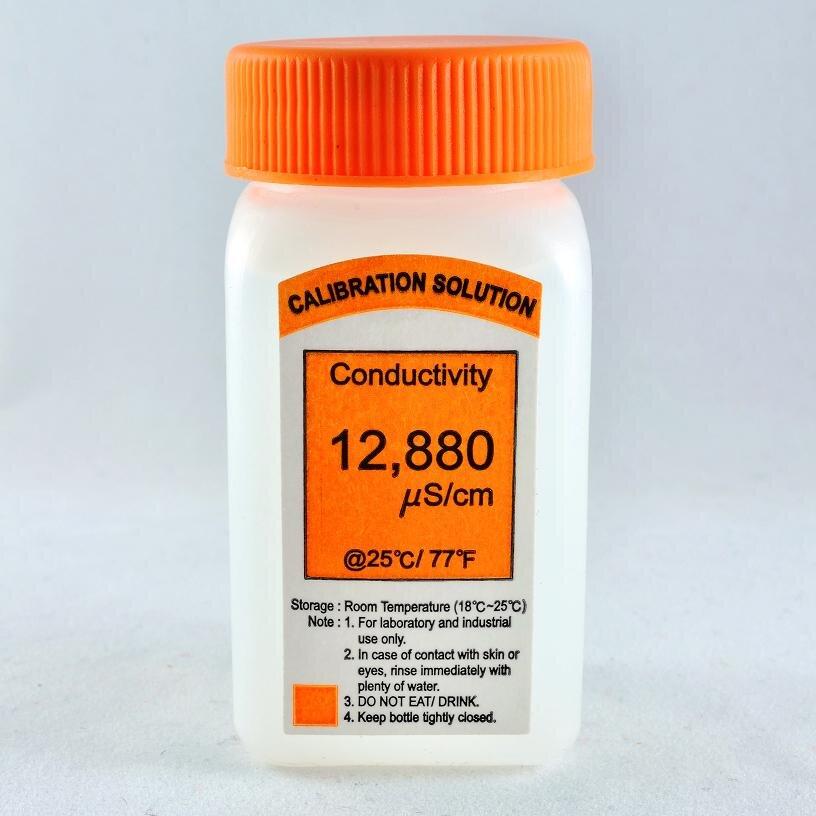 CALIBRATION SOLUTION
Conductivity
12,880
µS/cm
@25℃/ 77℉
Storage : Room Temperature (18℃~25℃)
Note : 1. For laboratory and industrial
use only.
2. In case of contact with skin or
eyes, rinse immediately with
plenty of water.
3. DO NOT EAT/ DRINK.
4. Keep bottle tightly closed.